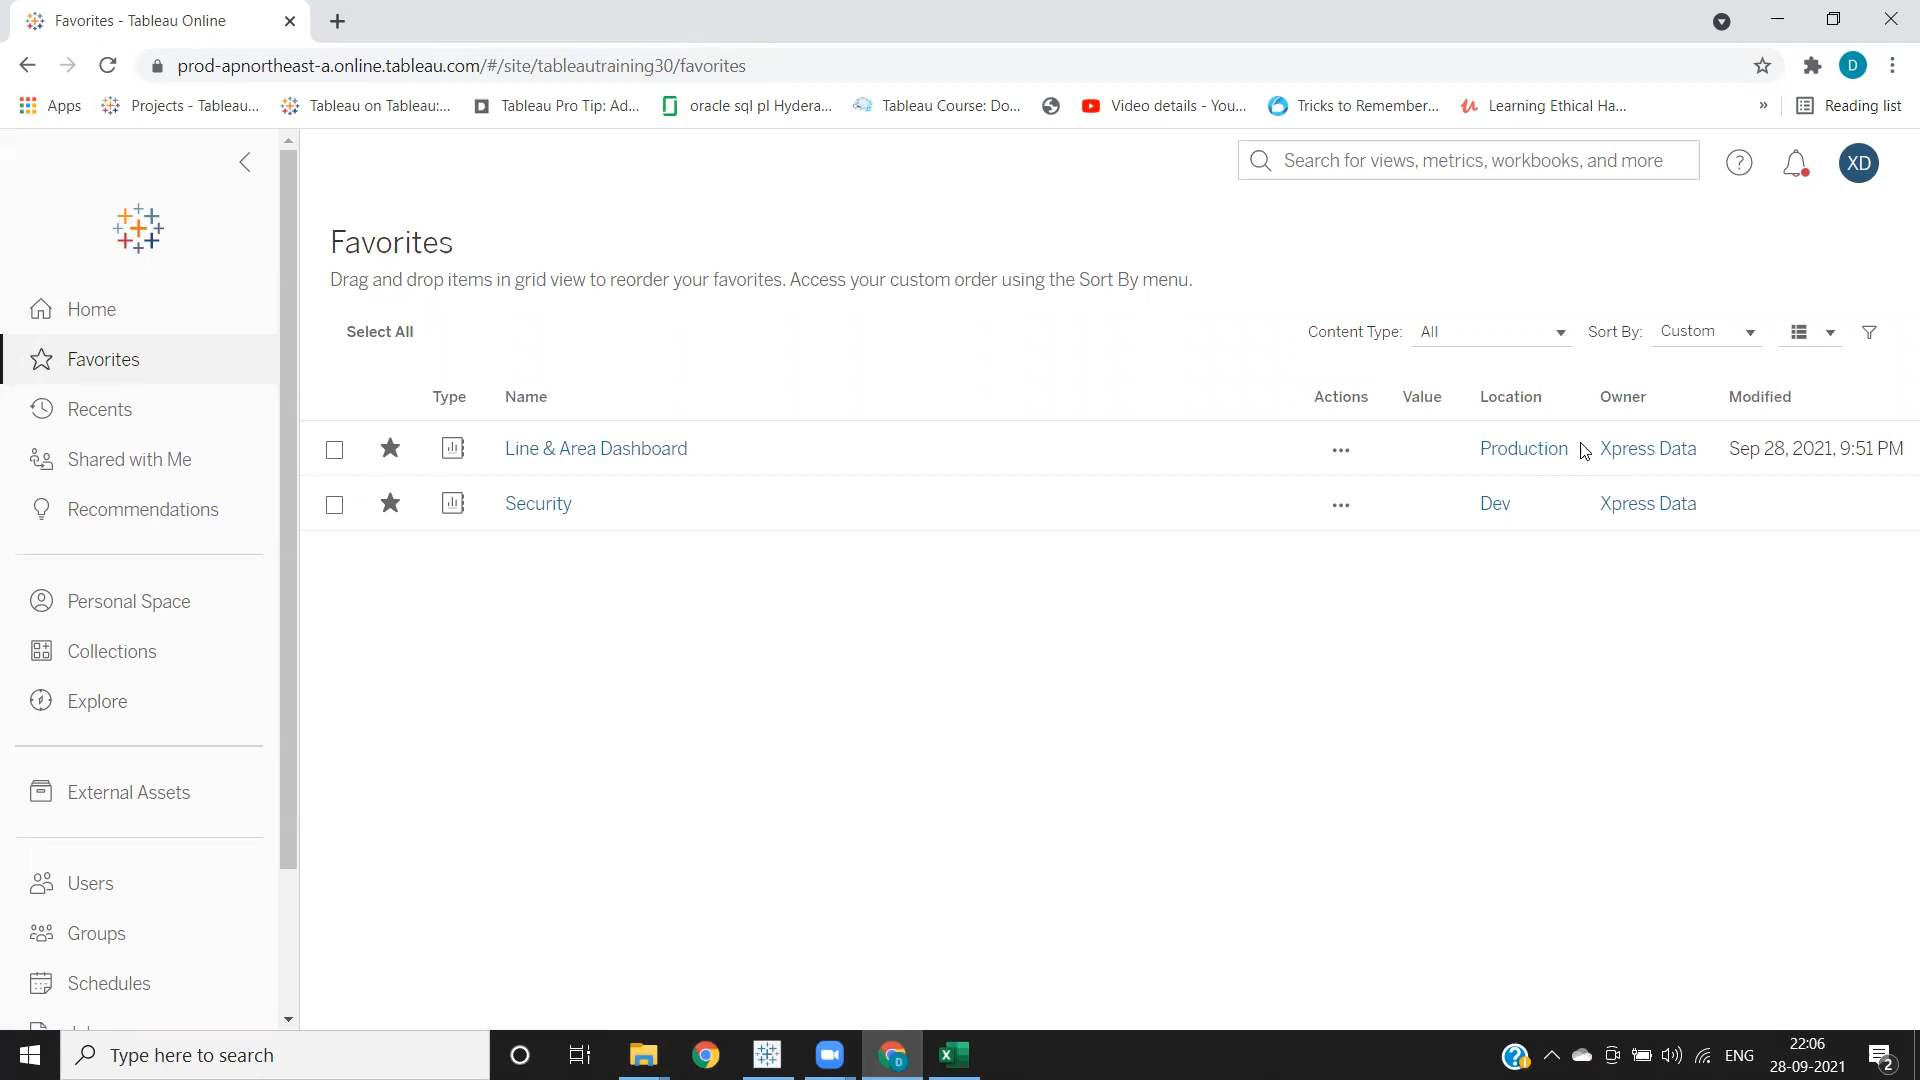 Favorites - Tableau Online
prod-apnortheast-a.online.tableau.com/#/site/tableautraining30/favorites
D
Apps
Projects - Tableau...
Tableau on Tableau:...
Tableau Pro Tip: Ad...
oracle sql pl Hydera...
Tableau Course: Do...
Video details - You...
Tricks to Remember...
Learning Ethical Ha...
»
Reading list
Search for views, metrics, workbooks, and more
XD
Home
Favorites
Recents
Shared with Me
Recommendations
Personal Space
Collections
Explore
External Assets
Users
Groups
Schedules
Favorites
Drag and drop items in grid view to reorder your favorites. Access your custom order using the Sort By menu.
Select All
Content Type: All
Sort By: Custom
Type Name Actions Value Location Owner Modified
Line & Area Dashboard ••• Production Xpress Data Sep 28, 2021, 9:51 PM
Security ••• Dev Xpress Data
Type here to search
D
ENG
22:06
28-09-2021
2